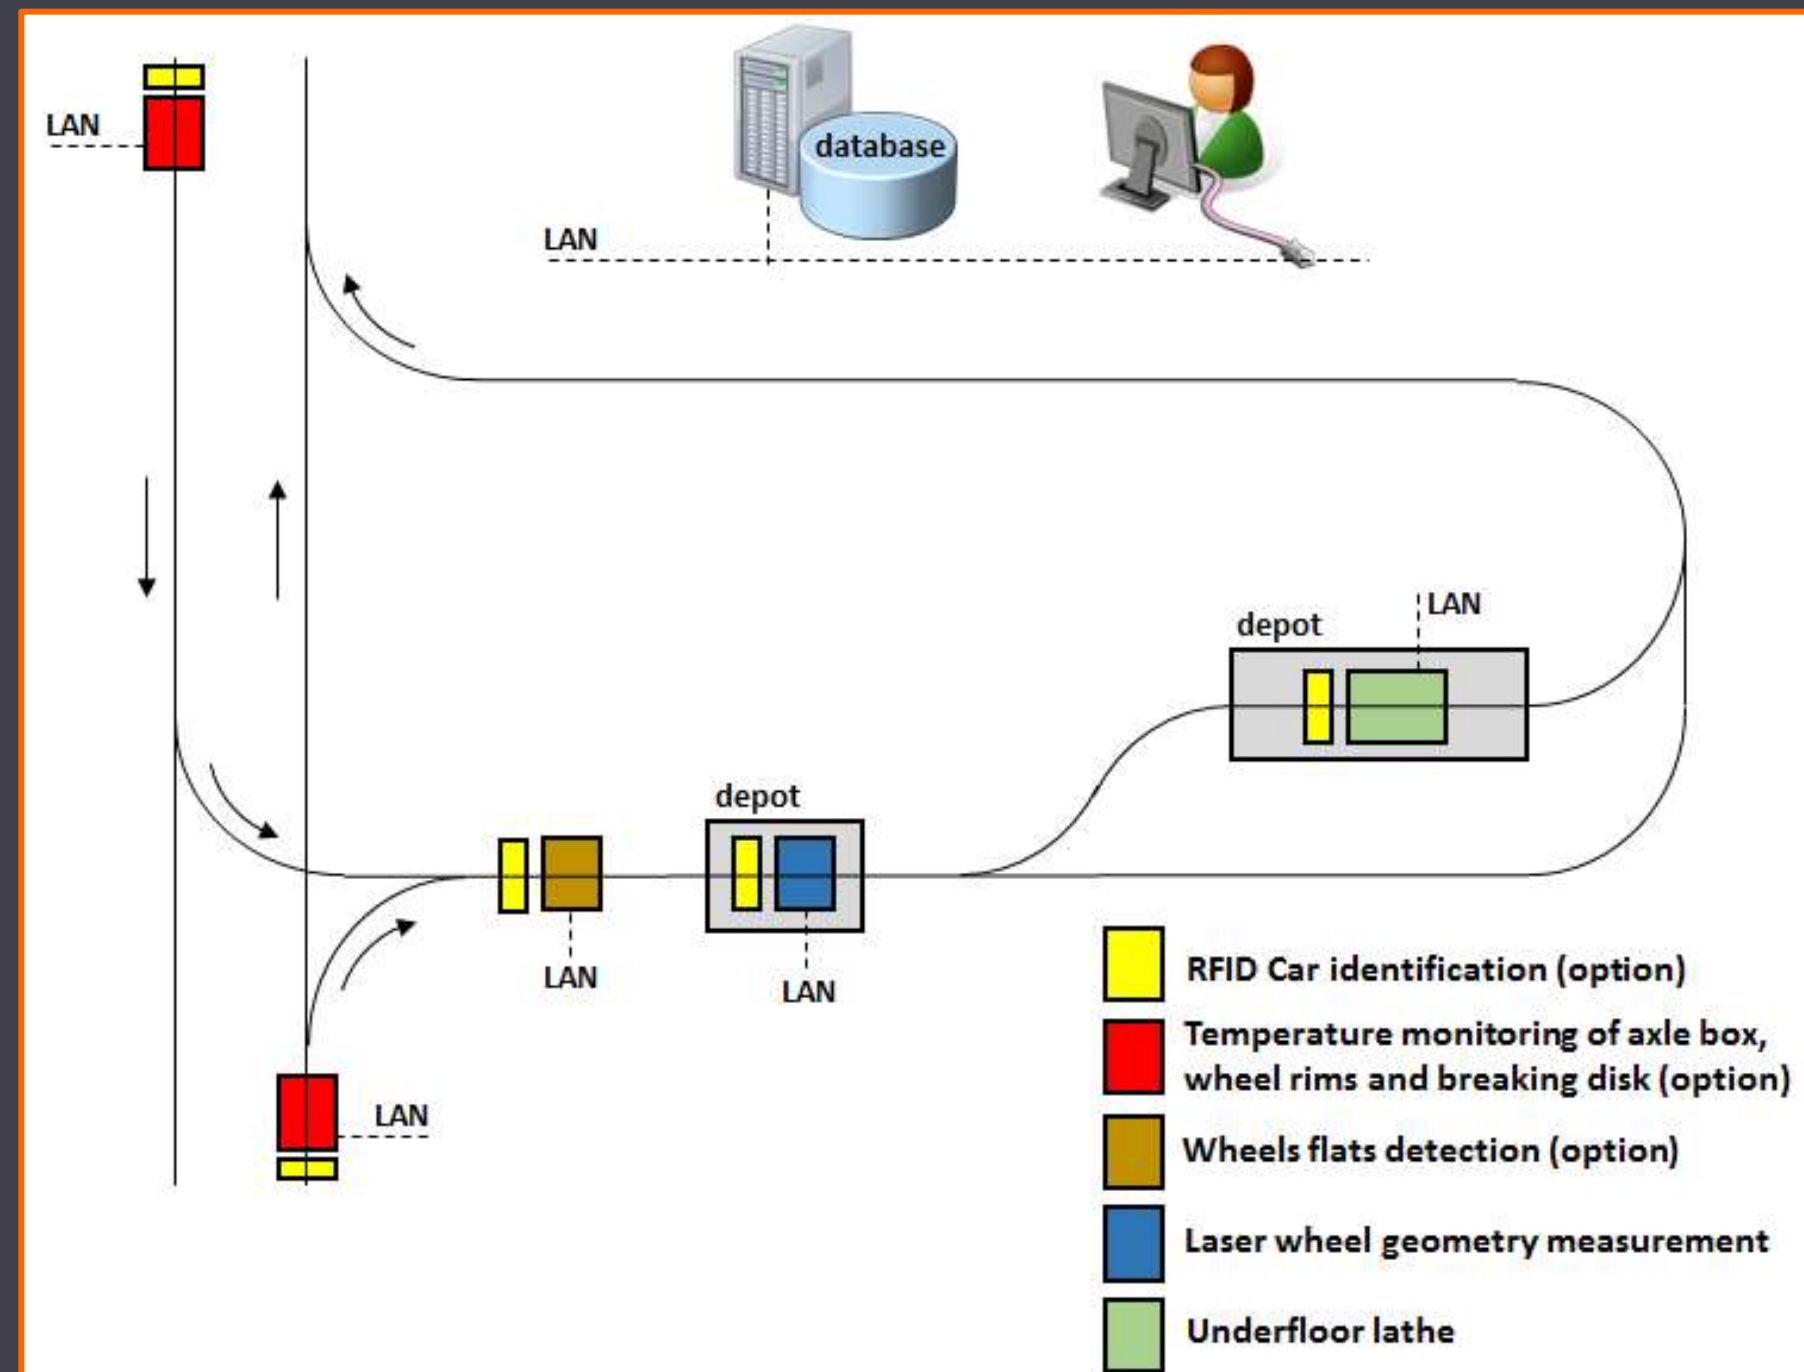 LAN
database
LAN
LAN
depot
depot
LAN
LAN
LAN
RFID Car identification (option)
Temperature monitoring of axle box,
wheel rims and breaking disk (option)
Wheels flats detection (option)
Laser wheel geometry measurement
Underfloor lathe